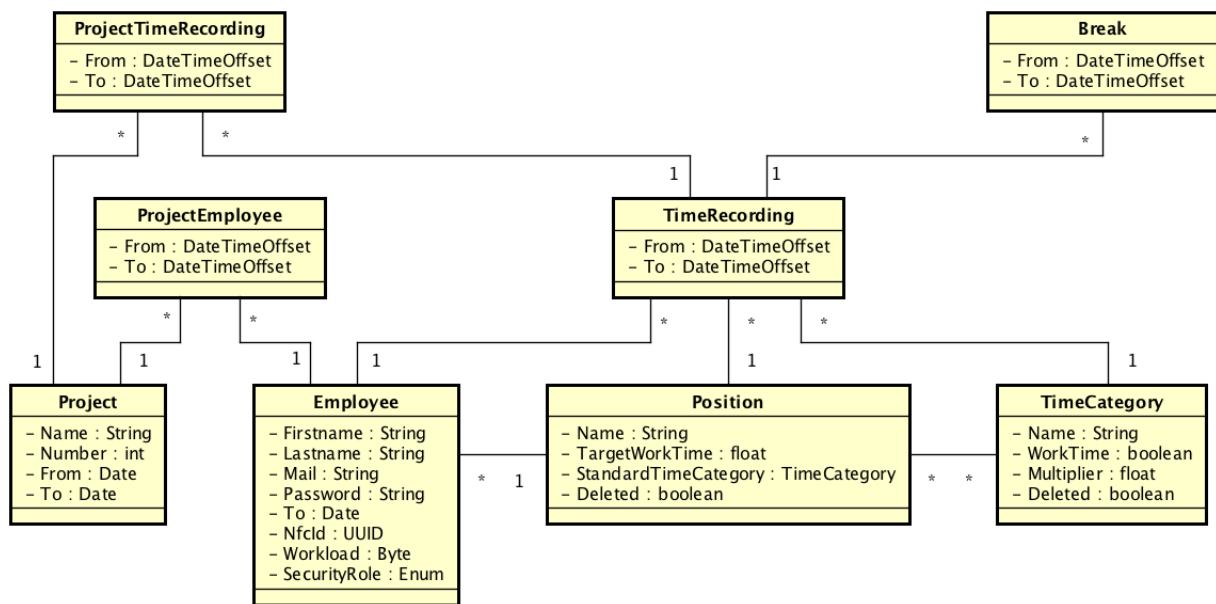 ProjectTimeRecording
- From : DateTimeOffset
- To : DateTimeOffset
Break
- From : DateTimeOffset
- To : DateTimeOffset
*
*
*
1
1
ProjectEmployee
- From : DateTimeOffset
- To : DateTimeOffset
TimeRecording
- From : DateTimeOffset
- To : DateTimeOffset
*
*
*
*
*
1
1
1
1
1
1
Project
- Name : String
- Number : int
- From : Date
- To : Date
Employee
- Firstname : String
- Lastname : String
- Mail : String
- Password : String
- To : Date
- NfcId : UUID
- Workload : Byte
- SecurityRole : Enum
*
1
Position
- Name : String
- TargetWorkTime : float
- StandardTimeCategory : TimeCategory
- Deleted : boolean
*
*
TimeCategory
- Name : String
- WorkTime : boolean
- Multiplier : float
- Deleted : boolean